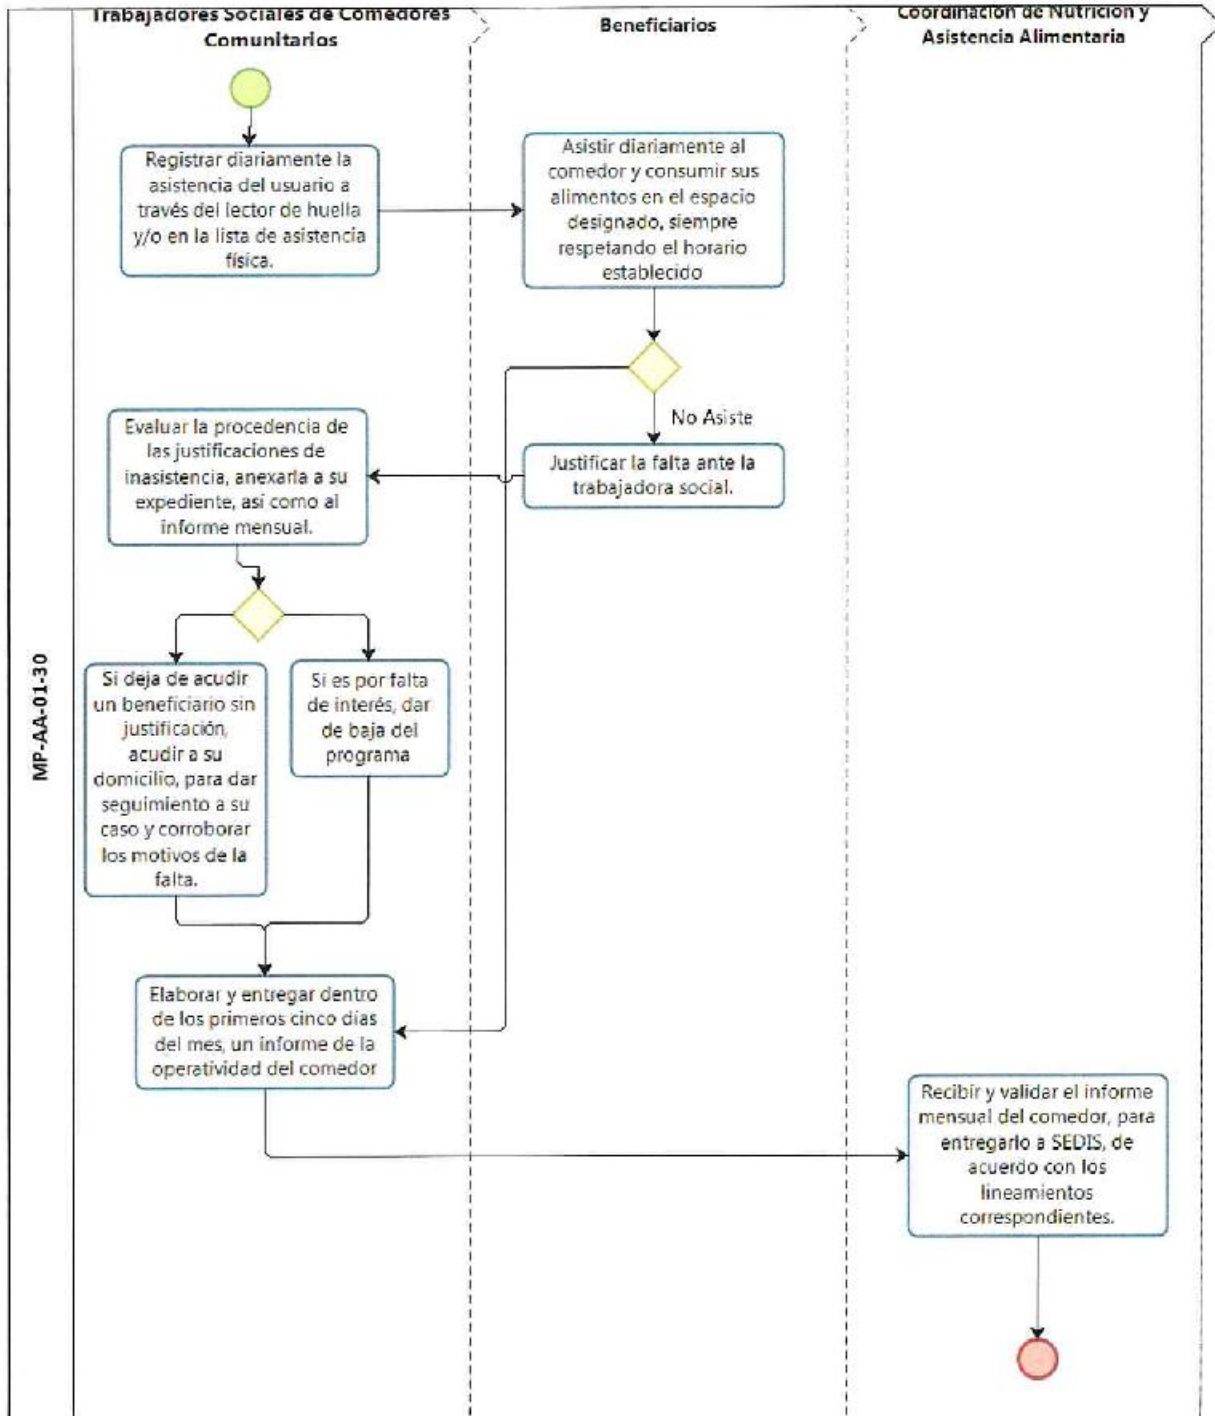 Trabajadores Sociales de Comedores
Comunitarios
Beneficiarios
Coordinación de Nutrición y
Asistencia Alimentaria
MP-AA-01-30
Registrar diariamente la
asistencia del usuario a
través del lector de huella
y/o en la lista de asistencia
física.
Asistir diariamente al
comedor y consumir sus
alimentos en el espacio
designado, siempre
respetando el horario
establecido
No Asiste
Justificar la falta ante la
trabajadora social.
Evaluar la procedencia de
las justificaciones de
inasistencia, anexarla a su
expediente, así como al
informe mensual.
Si deja de acudir
un beneficiario sin
justificación,
acudir a su
domicilio, para dar
seguimiento a su
caso y corroborar
los motivos de la
falta.
Si es por falta
de interés, dar
de baja del
programa
Elaborar y entregar dentro
de los primeros cinco días
del mes, un informe de la
operatividad del comedor
Recibir y validar el informe
mensual del comedor, para
entregarlo a SEDIS, de
acuerdo con los
lineamientos
correspondientes.